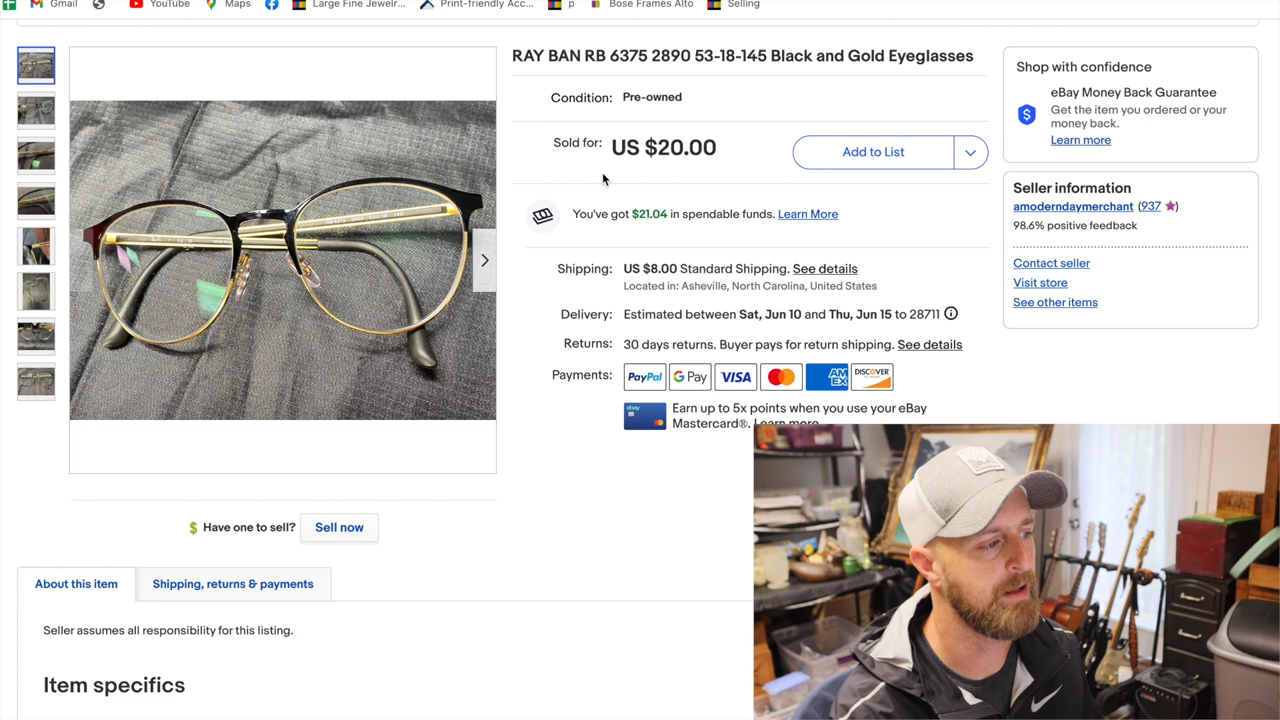 Gmail
YouTube
Maps
Large Fine Jewelr...
Print-friendly Acc...
p
Bose Frames Alto
Selling
RAY BAN RB 6375 2890 53-18-145 Black and Gold Eyeglasses
Condition: Pre-owned
Sold for: US $20.00
Add to List
You've got $21.04 in spendable funds. Learn More
Shipping: US $8.00 Standard Shipping. See details
Located in: Asheville, North Carolina, United States
Delivery: Estimated between Sat, Jun 10 and Thu, Jun 15 to 28711
Returns: 30 days returns. Buyer pays for return shipping. See details
Payments: PayPal G Pay VISA AM EX DISCOVER
Earn up to 5x points when you use your eBay
Mastercard®. Learn more
Shop with confidence
eBay Money Back Guarantee
Get the item you ordered or your
money back.
Learn more
Seller information
amoderndaymerchant (937)
98.6% positive feedback
Contact seller
Visit store
See other items
$ Have one to sell? Sell now
About this item
Shipping, returns & payments
Seller assumes all responsibility for this listing.
Item specifics